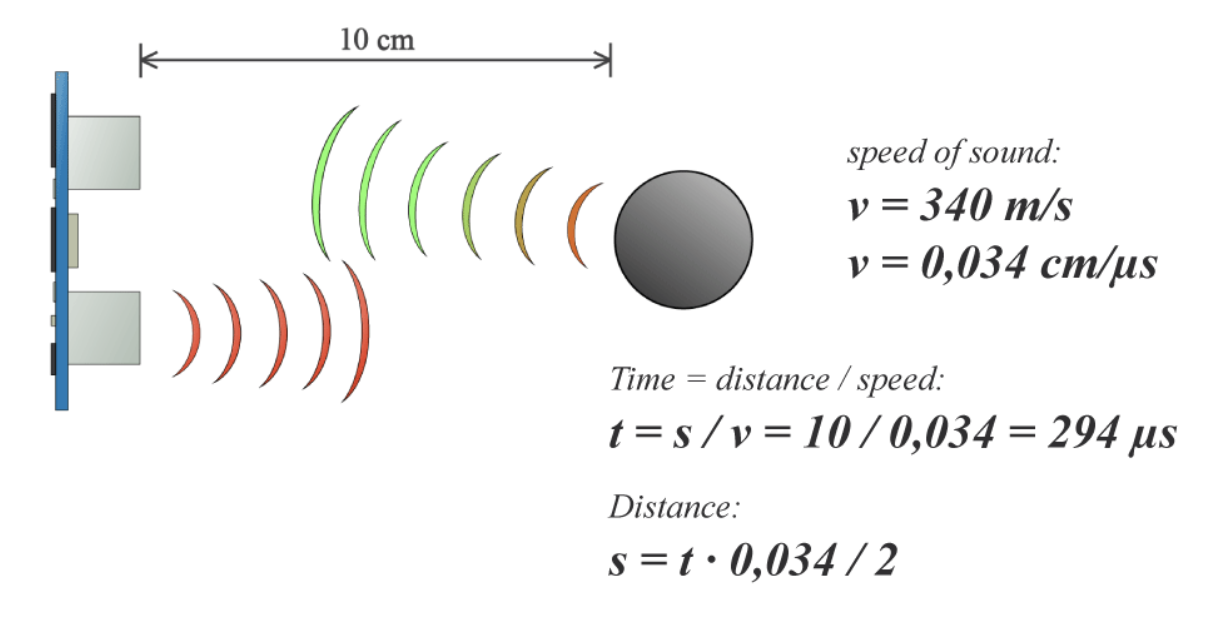 10 cm
speed of sound:
v = 340 m/s
v = 0,034 cm/μs
Time = distance / speed:
t = s / v = 10 / 0,034 = 294 μs
Distance:
s = t · 0,034 / 2